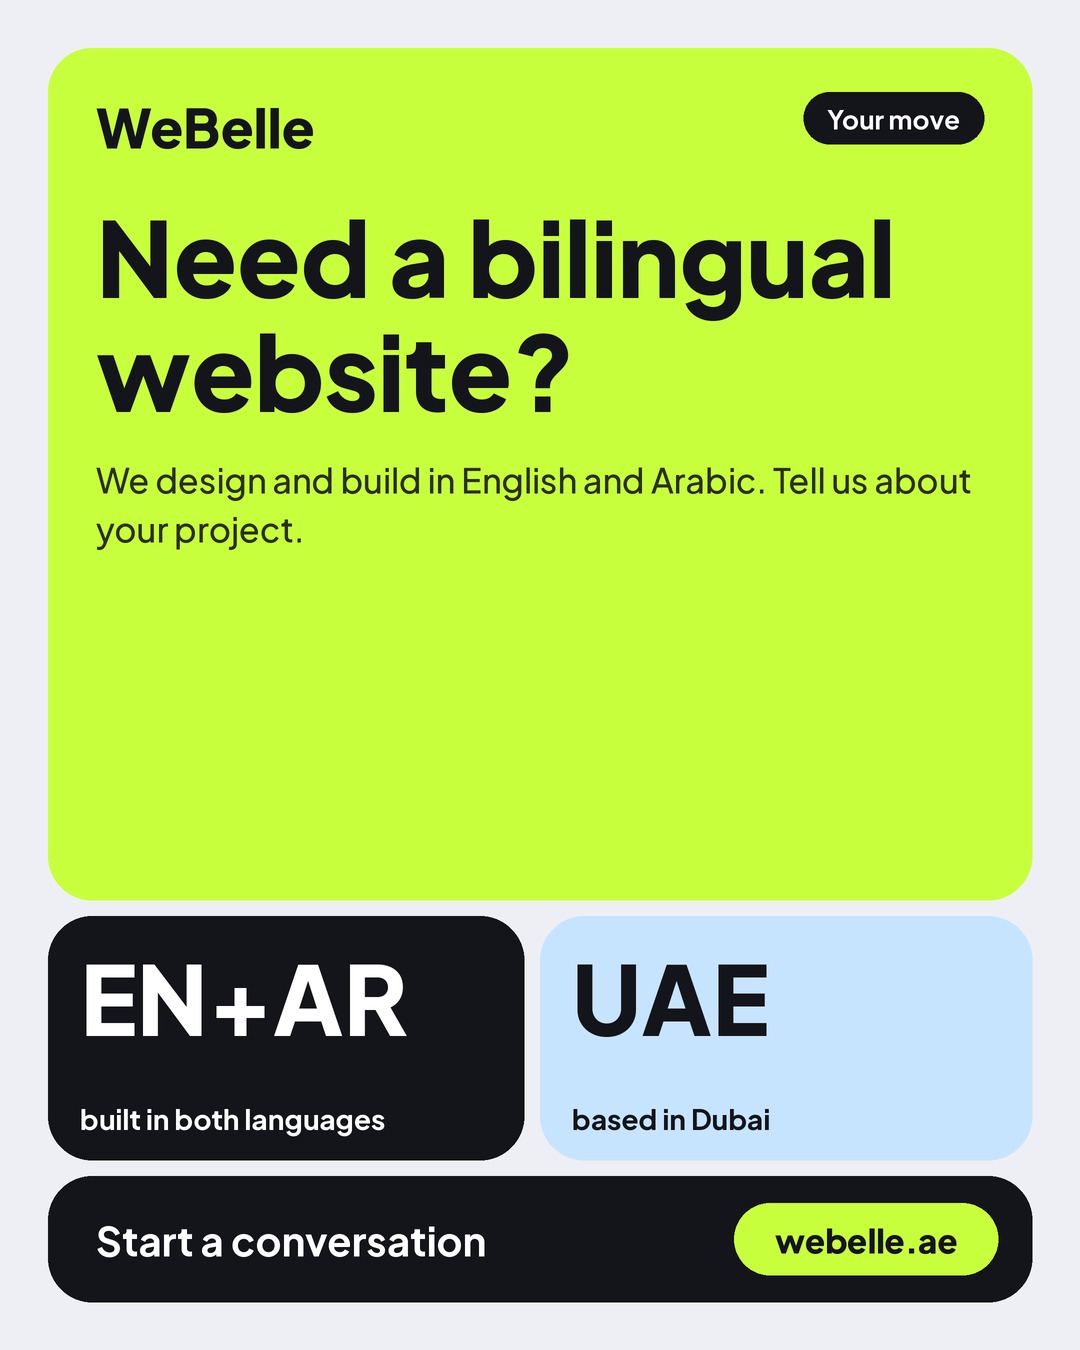 WeBelle
Your move
Need a bilingual
website?
We design and build in English and Arabic. Tell us about
your project.
EN+AR
built in both languages
UAE
based in Dubai
Start a conversation
webelle.ae